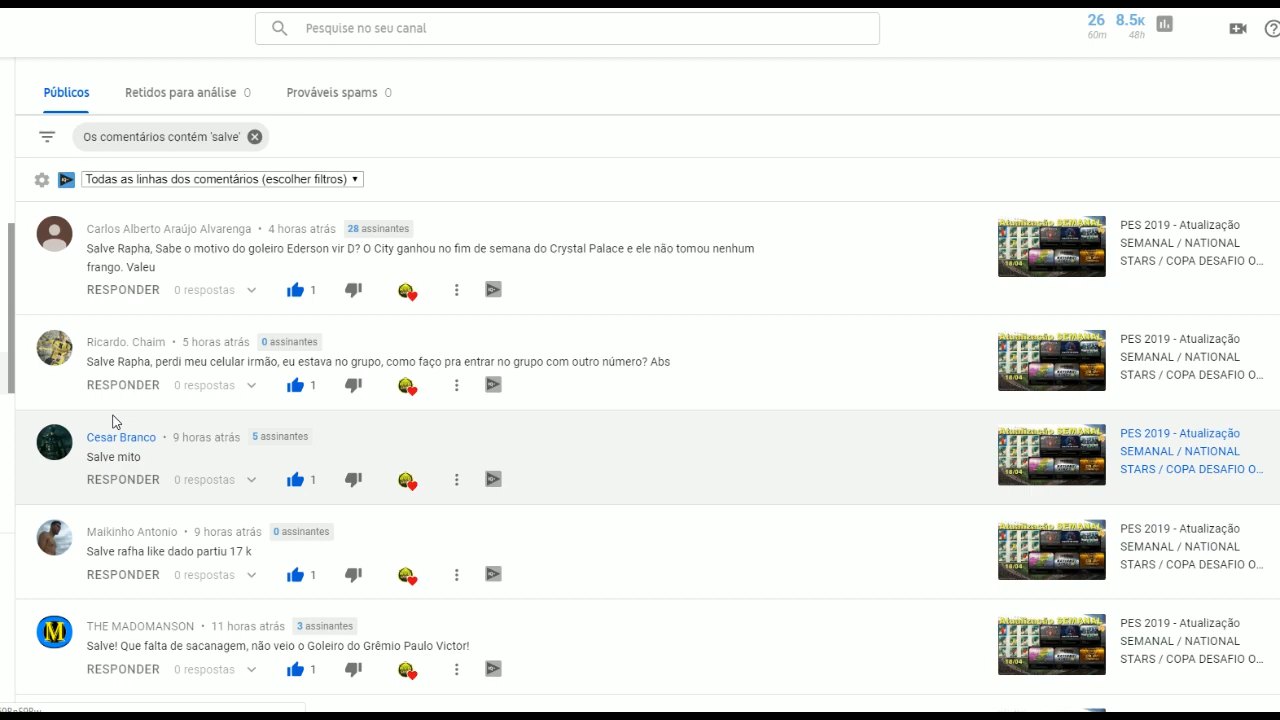 Pesquise no seu canal
26 8.5K
60m 48h
Públicos
Retidos para análise 0
Prováveis spams 0
Os comentários contém 'salve'
Todas as linhas dos comentários (escolher filtros)
Carlos Alberto Araújo Alvarenga • 4 horas atrás 28 assinantes
Salve Rapha, Sabe o motivo do goleiro Ederson vir D? Ele ganhou no fim de semana do Crystal Palace e ele não tomou nenhum
frango. Valeu
RESPONDER 0 respostas 1
PES 2019 - Atualização
SEMANAL / NATIONAL
STARS / COPA DESAFIO O...
Ricardo. Chaim • 5 horas atrás 0 assinantes
Salve Rapha, perdi meu celular irmão, eu estava no mo faço pra entrar no grupo com outro número? Abs
RESPONDER 0 respostas 1
PES 2019 - Atualização
SEMANAL / NATIONAL
STARS / COPA DESAFIO O...
Cesar Branco • 9 horas atrás 5 assinantes
Salve mito
RESPONDER 0 respostas 1
PES 2019 - Atualização
SEMANAL / NATIONAL
STARS / COPA DESAFIO O...
Maikinho Antonio • 9 horas atrás 0 assinantes
Salve rafha like dado partiu 17 k
RESPONDER 0 respostas 1
PES 2019 - Atualização
SEMANAL / NATIONAL
STARS / COPA DESAFIO O...
M
THE MADOMANSON • 11 horas atrás 3 assinantes
Salve! Que falta de sacanagem, não veio o Goleiro Paulo Victor!
RESPONDER 0 respostas 1
PES 2019 - Atualização
SEMANAL / NATIONAL
STARS / COPA DESAFIO O...